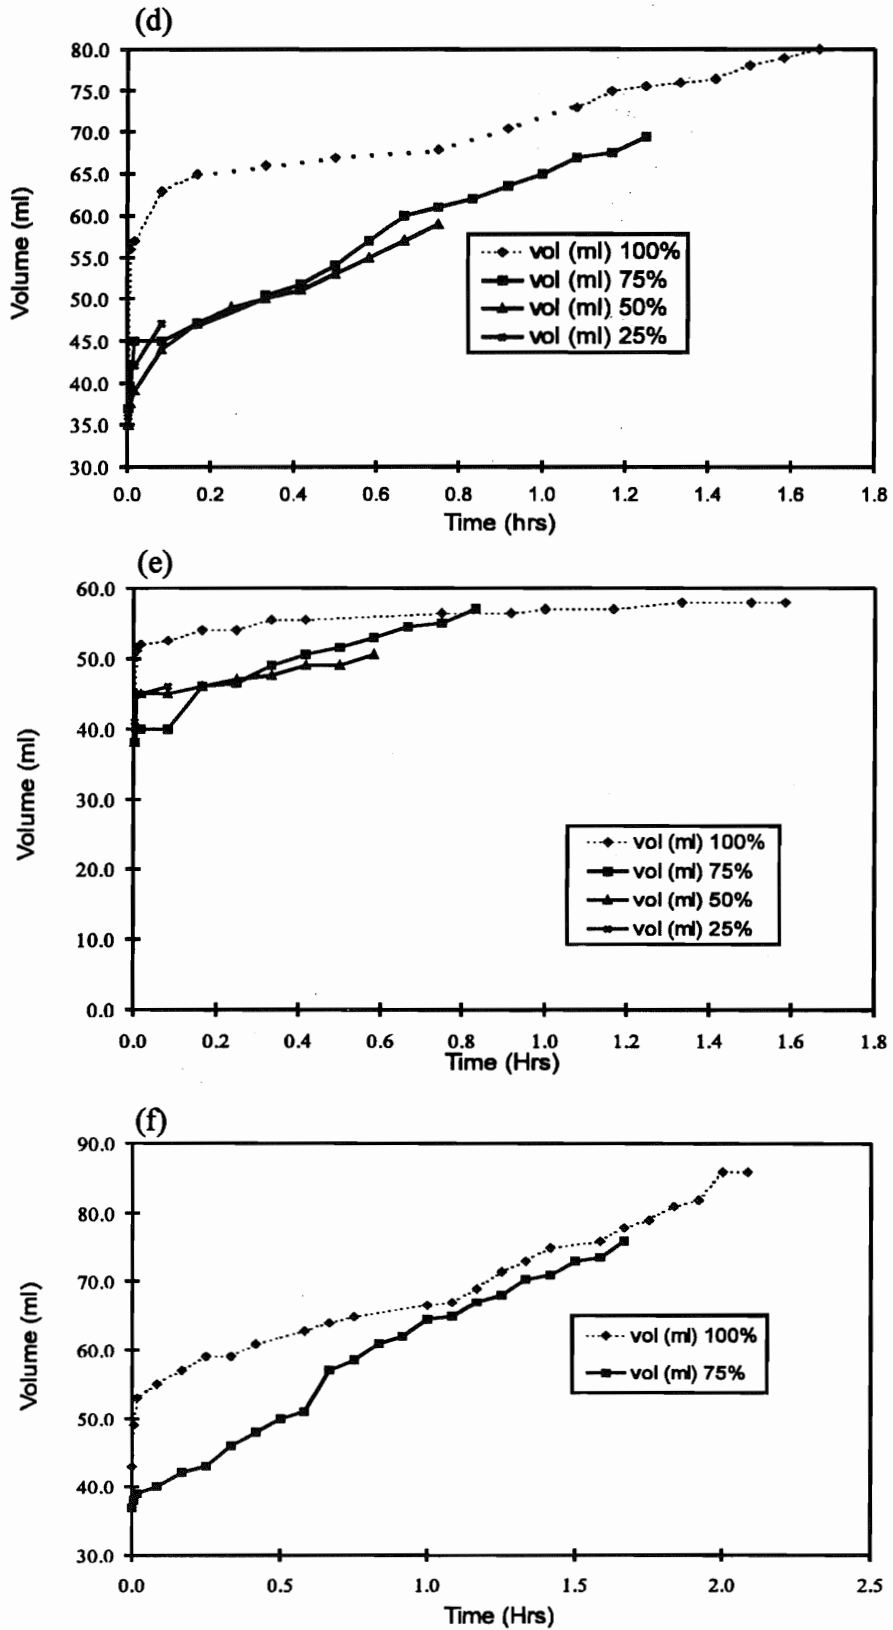 (d)
80.0
75.0
70.0
65.0
60.0
55.0
50.0
45.0
40.0
35.0
30.0
Volume (ml)
vol (ml) 100%
vol (ml) 75%
vol (ml) 50%
vol (ml) 25%
0.0 0.2 0.4 0.6 0.8 1.0 1.2 1.4 1.6 1.8
Time (hrs)
(e)
60.0
50.0
40.0
30.0
20.0
10.0
0.0
Volume (ml)
vol (ml) 100%
vol (ml) 75%
vol (ml) 50%
vol (ml) 25%
0.0 0.2 0.4 0.6 0.8 1.0 1.2 1.4 1.6 1.8
Time (Hrs)
(f)
90.0
80.0
70.0
60.0
50.0
40.0
30.0
Volume (ml)
vol (ml) 100%
vol (ml) 75%
0.0 0.5 1.0 1.5 2.0 2.5
Time (Hrs)